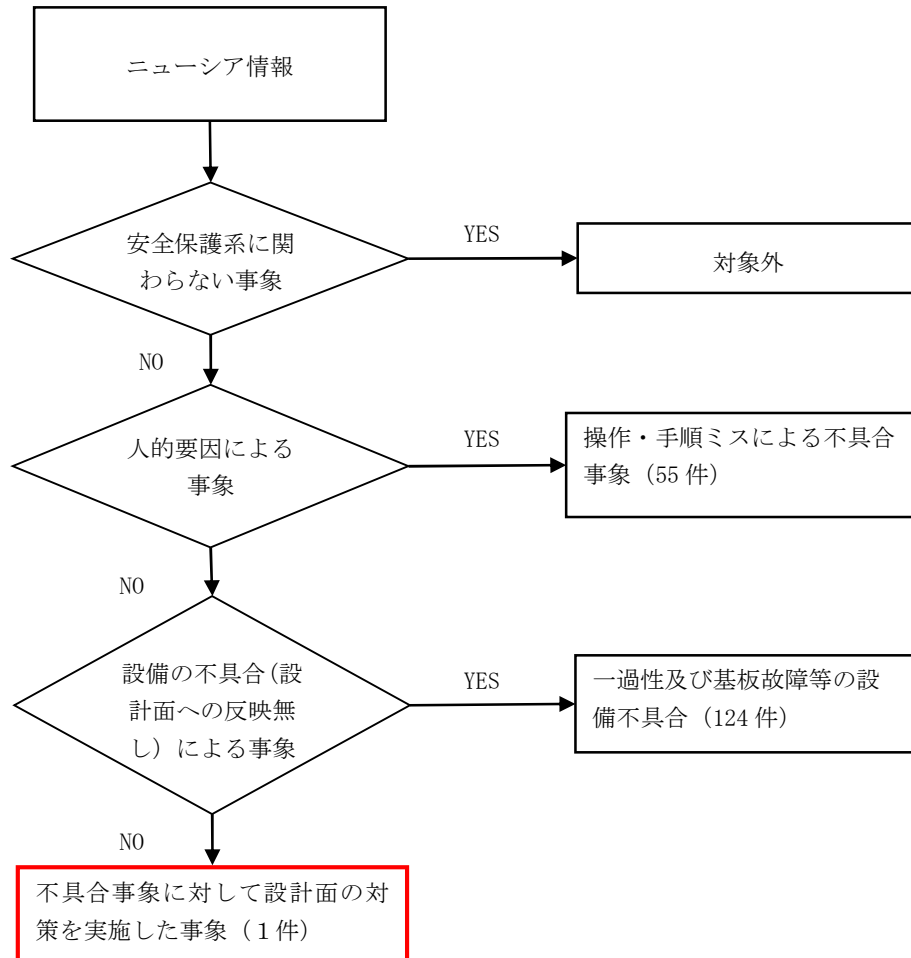 ニューシア情報
安全保護系に関
わらない事象
YES
対象外
NO
人的要因による
事象
YES
操作・手順ミスによる不具合
事象（55 件）
NO
設備の不具合(設
計面への反映無
し）による事象
YES
一過性及び基板故障等の設
備不具合（124 件）
NO
不具合事象に対して設計面の対
策を実施した事象（１件）